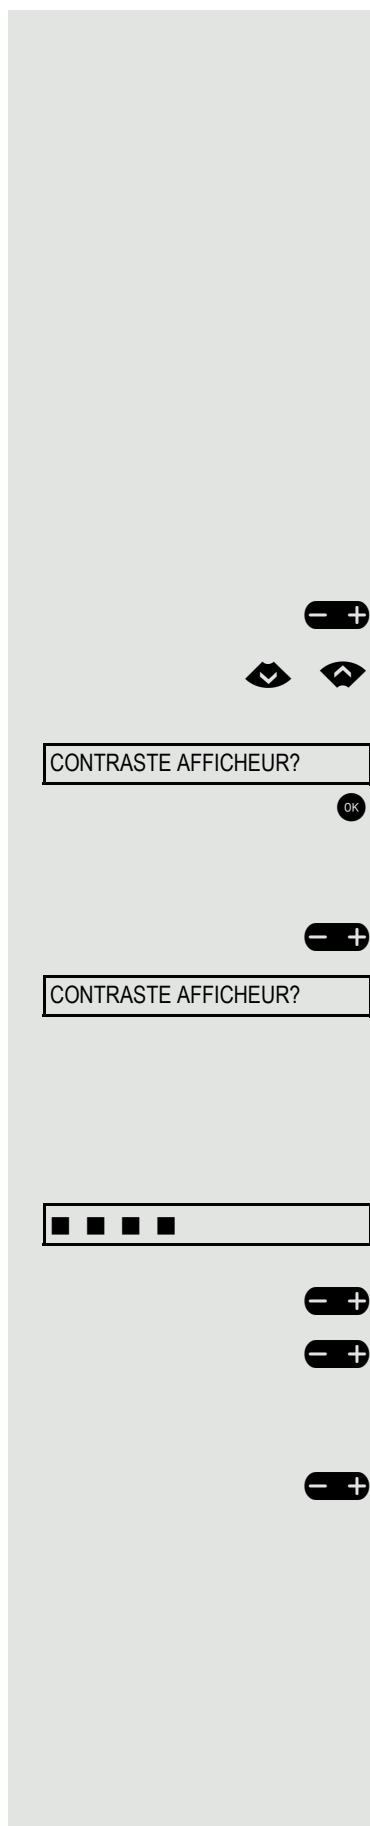 − +
CONTRASTE AFFICHEUR?
OK
− +
CONTRASTE AFFICHEUR?
− +
− +
− +